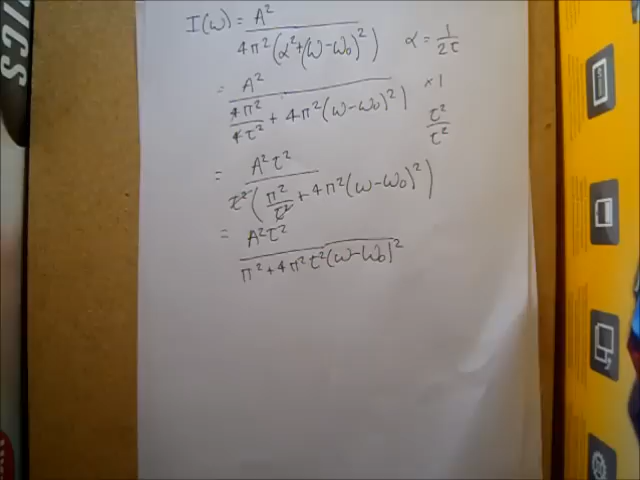 I(ω) = A² / 4π²(α²+(ω-ω₀)²) α = 1/2τ
= A² / (4π²/4τ² + 4π²(ω-ω₀)²) ×1
τ²/τ²
= A²τ² / τ²(π²/τ² + 4π²(ω-ω₀)²)
= A²τ² / π²+4π²τ²(ω-ω₀)²